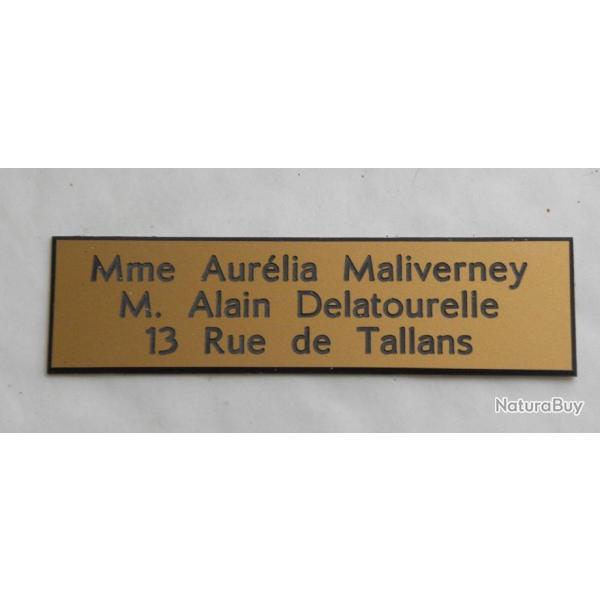 Mme Aurélia Maliverney
M. Alain Delatourelle
13 Rue de Tallans
NaturaBuy